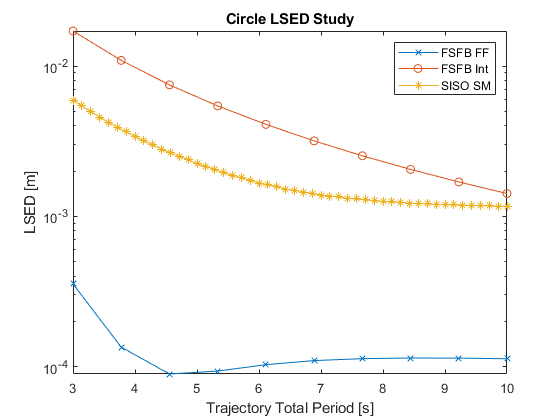 Circle LSED Study
FSFB FF
FSFB Int
SISO SM
10^-2
10^-3
10^-4
LSED [m]
3 4 5 6 7 8 9 10
Trajectory Total Period [s]